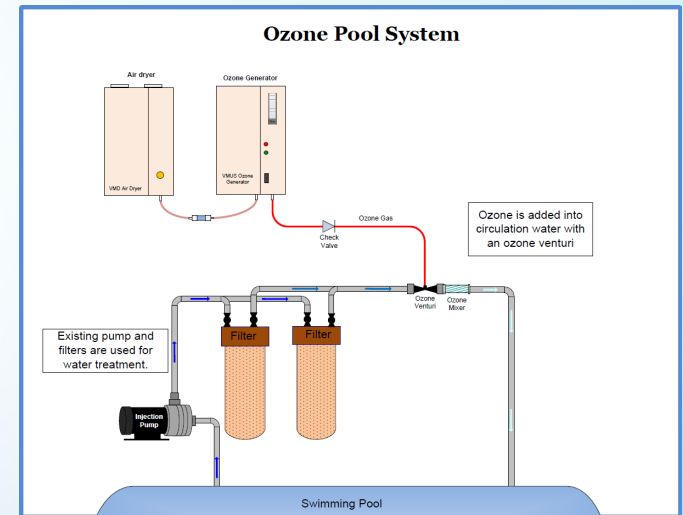 Ozone Pool System
Air dryer
Ozone Generator
VMD Air Dryer
VMUS Ozone
Generator
Ozone Gas
Check
Valve
Ozone is added into
circulation water with
an ozone venturi
Ozone
Venturi
Ozone
Mixer
Existing pump and
filters are used for
water treatment.
Filter
Filter
Injection
Pump
Swimming Pool